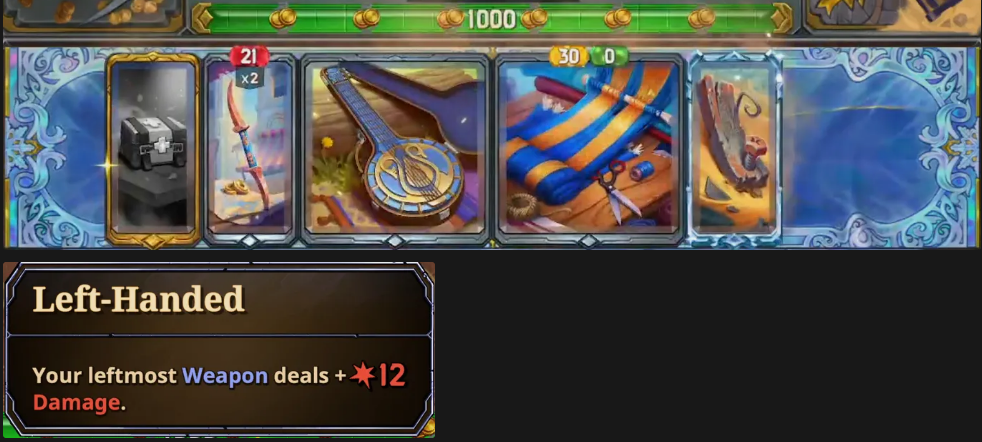 1000
21
x2
30 0
Left-Handed
Your leftmost Weapon deals + 12
Damage.